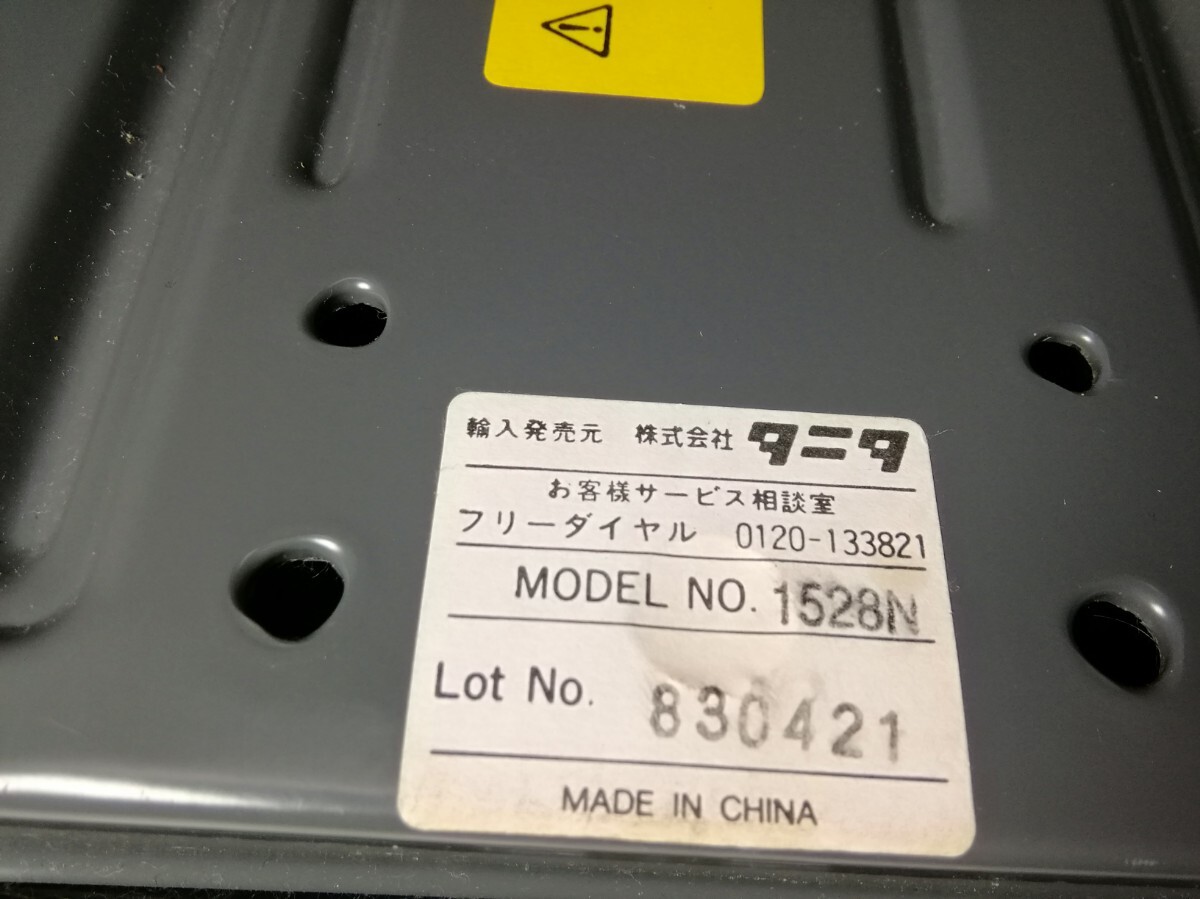 輸入発売元 株式会社 タニタ
お客様サービス相談室
フリーダイヤル 0120-133821
MODEL NO. 1528N
Lot No. 830421
MADE IN CHINA